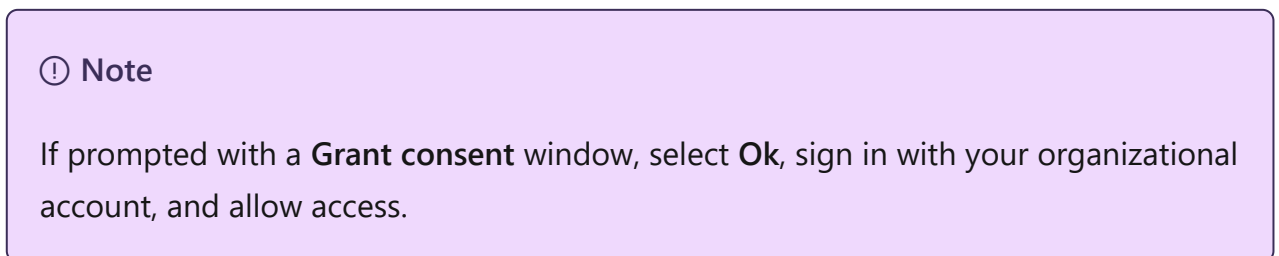 Note
If prompted with a Grant consent window, select Ok, sign in with your organizational
account, and allow access.